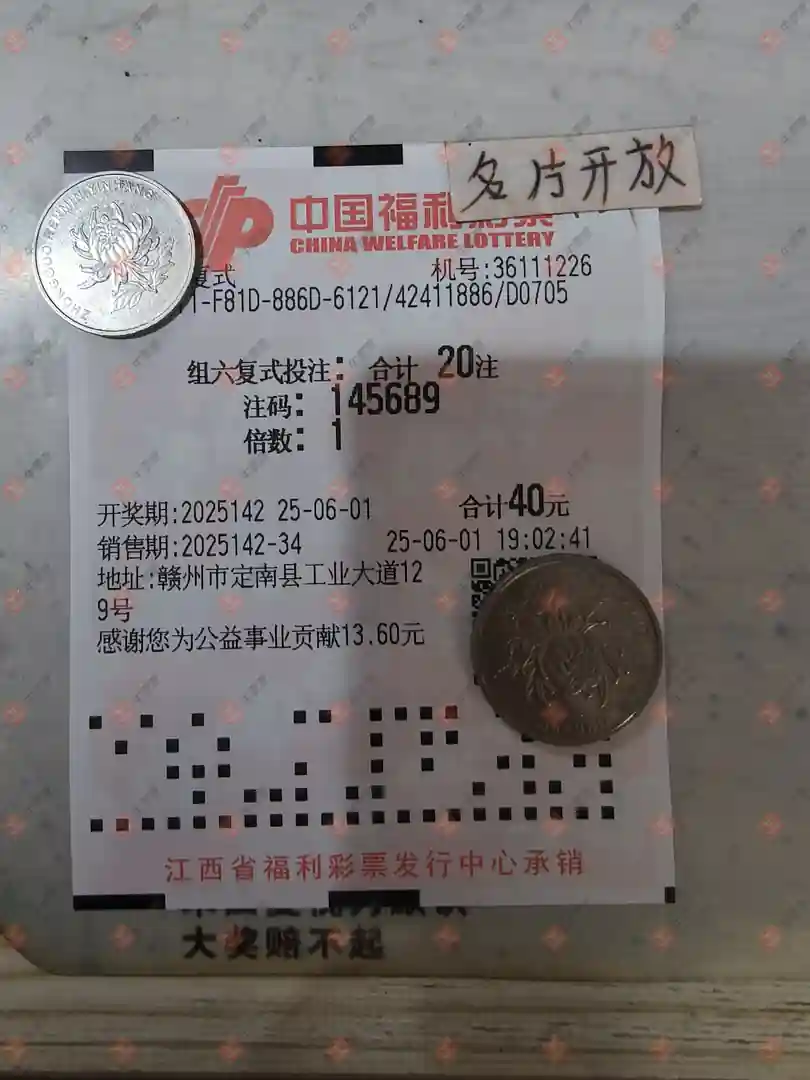 名片开放
中国福利彩票
CHINA WELFARE LOTTERY
复式
机号:36111226
1-F81D-886D-6121/42411886/D0705
组六复式投注: 合计 20注
注码: 145689
倍数: 1
开奖期:2025142 25-06-01 合计40元
销售期:2025142-34 25-06-01 19:02:41
地址:赣州市定南县工业大道12
9号
感谢您为公益事业贡献13.60元
江西省福利彩票发行中心承销
大奖赔不起
ZHONGGUO RENMIN YINHANG